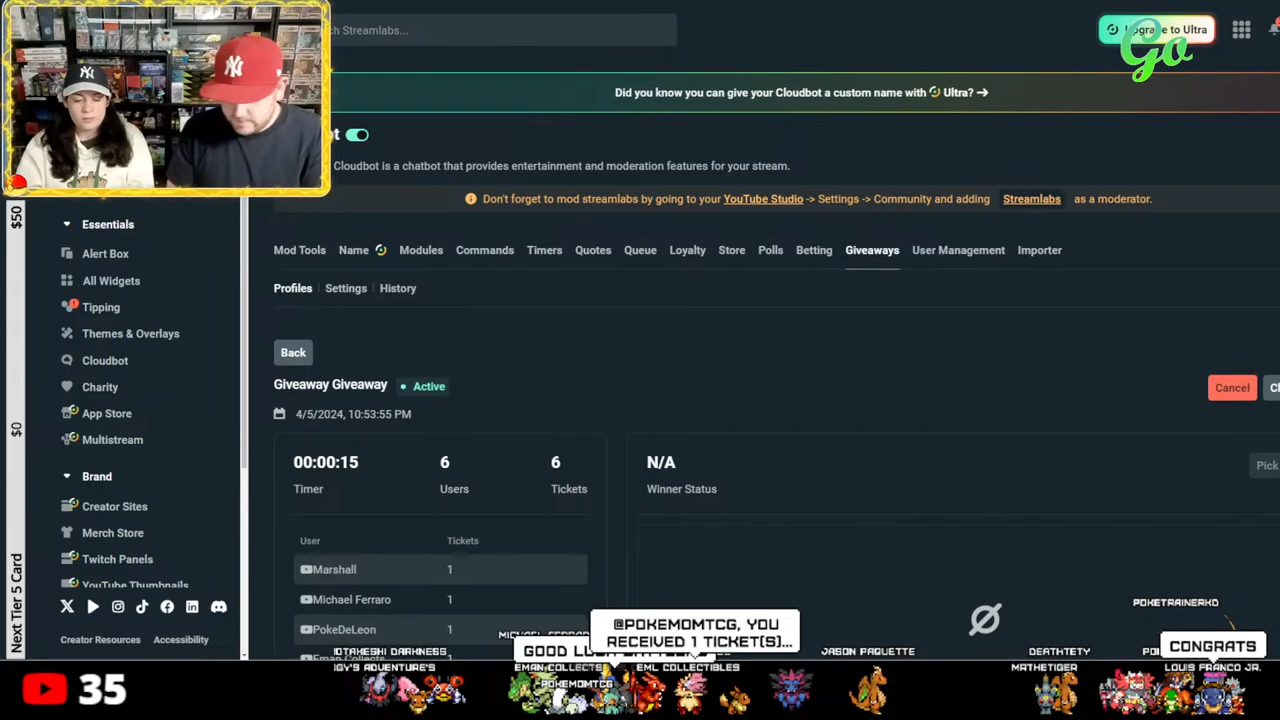 h Streamlabs...
Upgrade to Ultra
Go
Did you know you can give your Cloudbot a custom name with Ultra? →
ot
Cloudbot is a chatbot that provides entertainment and moderation features for your stream.
Don't forget to mod streamlabs by going to your YouTube Studio -> Settings -> Community and adding Streamlabs as a moderator.
Mod Tools Name Modules Commands Timers Quotes Queue Loyalty Store Polls Betting Giveaways User Management Importer
Profiles Settings History
Back
Giveaway Giveaway • Active
Cancel
4/5/2024, 10:53:55 PM
00:00:15 6 6
Timer Users Tickets
N/A
Winner Status
Pick
User Tickets
Marshall 1
Michael Ferraro 1
PokeDeLeon 1
Eman Collects
$50
$0
Next Tier 5 Card
Essentials
Alert Box
All Widgets
Tipping
Themes & Overlays
Cloudbot
Charity
App Store
Multistream
Brand
Creator Sites
Merch Store
Twitch Panels
YouTube Thumbnails
Creator Resources Accessibility
@POKEMOMTCG, YOU
RECEIVED 1 TICKET(S)...
GOOD
CONGRATS
POKETRAINERKD
JASON PAQUETTE
DEATHTETY
MATHETIGER
LOUIS FRANCO JR.
EMAN COLLECTS
EML COLLECTIBLES
POKEMOMTCG
35